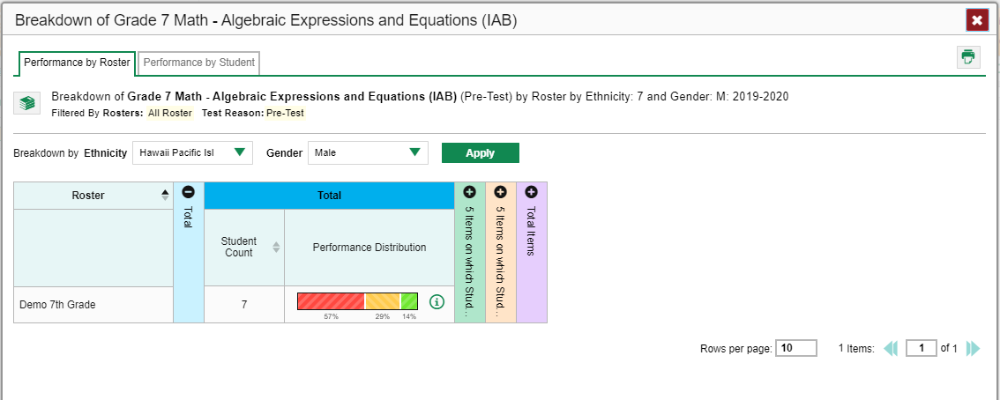 Breakdown of Grade 7 Math - Algebraic Expressions and Equations (IAB)
Performance by Roster
Performance by Student
Breakdown of Grade 7 Math - Algebraic Expressions and Equations (IAB) (Pre-Test) by Roster by Ethnicity: 7 and Gender: M: 2019-2020
Filtered By Rosters: All Roster Test Reason: Pre-Test
Breakdown by Ethnicity Hawaii Pacific Isl Gender Male Apply
Roster
Total
Total
5 Items on which Stud...
5 Items on which Stud...
Total Items
Student
Count
Performance Distribution
Demo 7th Grade
7
57% 29% 14%
Rows per page: 10 1 Items: 1 of 1